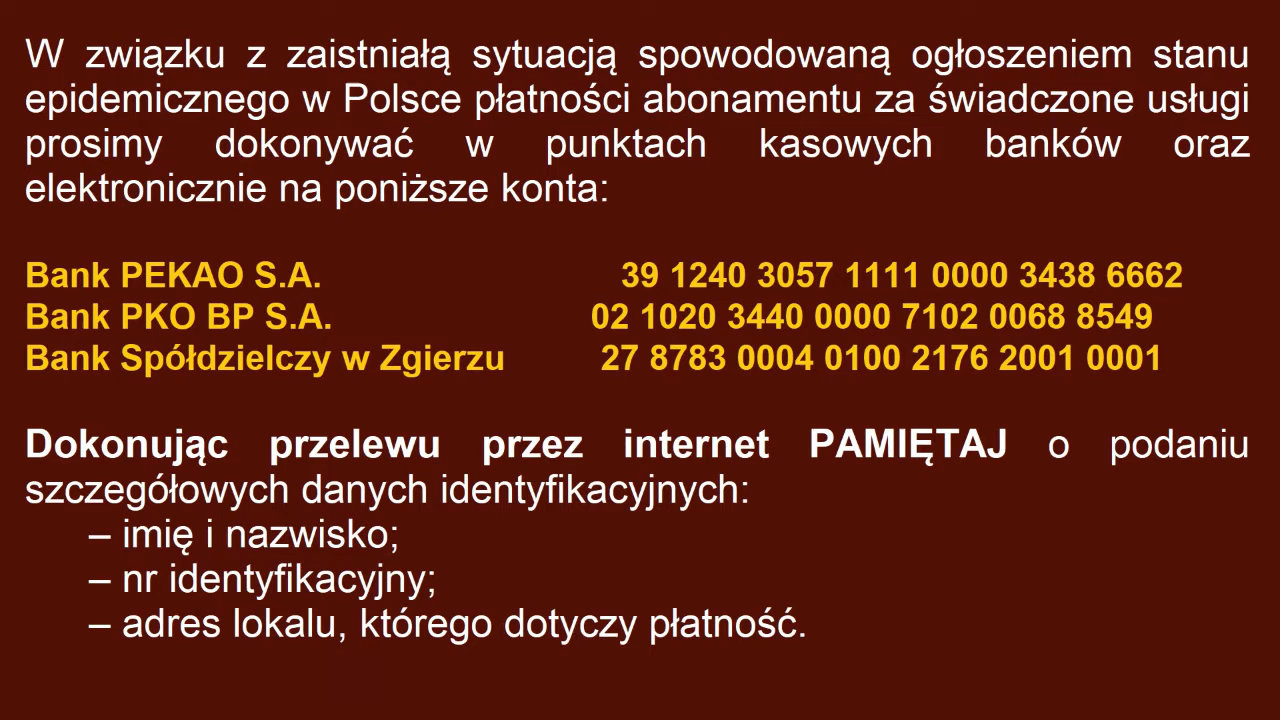 W związku z zaistniałą sytuacją spowodowaną ogłoszeniem stanu
epidemicznego w Polsce płatności abonamentu za świadczone usługi
prosimy dokonywać w punktach kasowych banków oraz
elektronicznie na poniższe konta:
Bank PEKAO S.A. 39 1240 3057 1111 0000 3438 6662
Bank PKO BP S.A. 02 1020 3440 0000 7102 0068 8549
Bank Spółdzielczy w Zgierzu 27 8783 0004 0100 2176 2001 0001
Dokonując przelewu przez internet PAMIĘTAJ o podaniu
szczegółowych danych identyfikacyjnych:
– imię i nazwisko;
– nr identyfikacyjny;
– adres lokalu, którego dotyczy płatność.